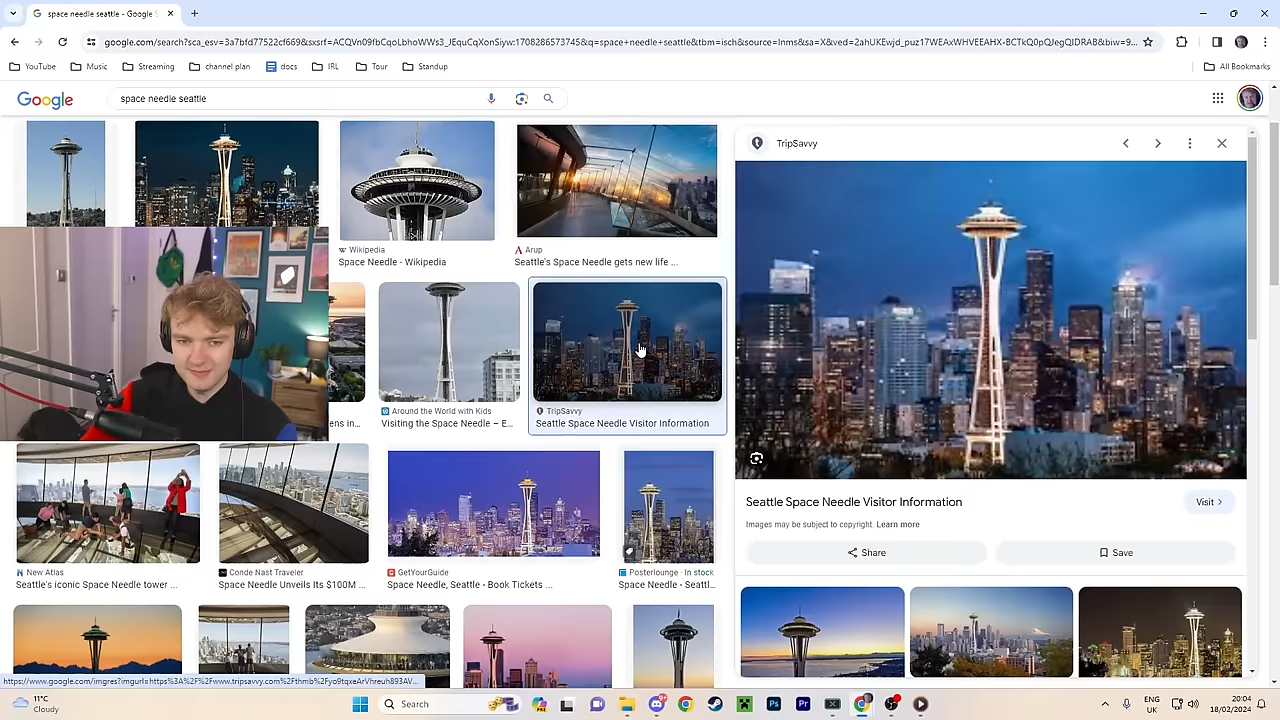 space needle seattle - Google S
google.com/search?sca_esv=3a7bfd77522cf669&sxsrf=ACQVn09fbCqoLbhoWWs3_JEquCqXonSiyw:1708286573745&q=space+needle+seattle&tbm=isch&source=lnms&sa=X&ved=2ahUKEwjd_puz17WEAxWHVEEAHX-BCTkQ0pQJegQIDRAB&biw=9...
YouTube Music Streaming channel plan docs IRL Tour Standup All Bookmarks
Google space needle seattle
TripSavvy
Wikipedia
Space Needle - Wikipedia
Arup
Seattle's Space Needle gets new life ...
ens in...
Around the World with Kids
Visiting the Space Needle – E...
TripSavvy
Seattle Space Needle Visitor Information
Seattle Space Needle Visitor Information
Visit >
Images may be subject to copyright. Learn more
Share
Save
New Atlas
Seattle's iconic Space Needle tower ...
Conde Nast Traveler
Space Needle Unveils Its $100M ...
GetYourGuide
Space Needle, Seattle - Book Tickets ...
Posterlounge · In stock
Space Needle - Seattl...
11°C
Cloudy
Search
9+
ENG
UK
20:04
18/02/2024